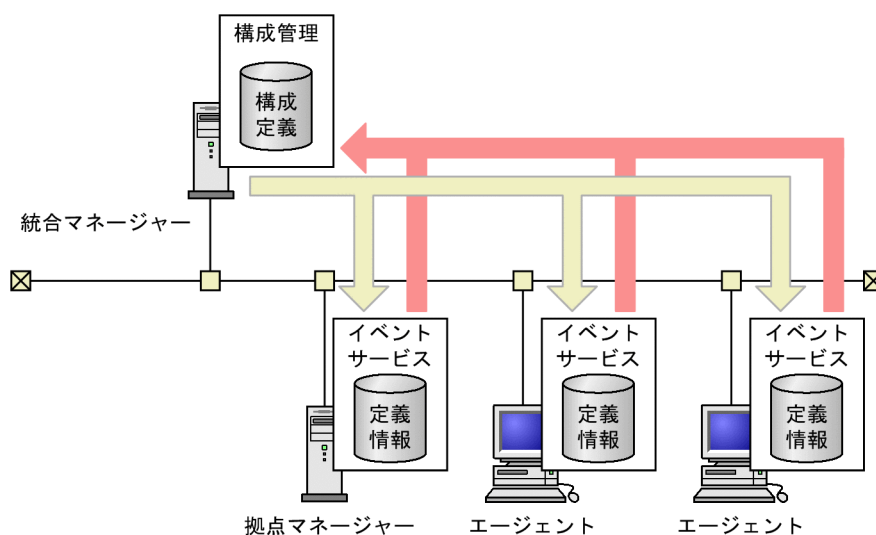 構成管理
構成
定義
統合マネージャー
イベント
サービス
定義
情報
イベント
サービス
定義
情報
イベント
サービス
定義
情報
拠点マネージャー
エージェント
エージェント